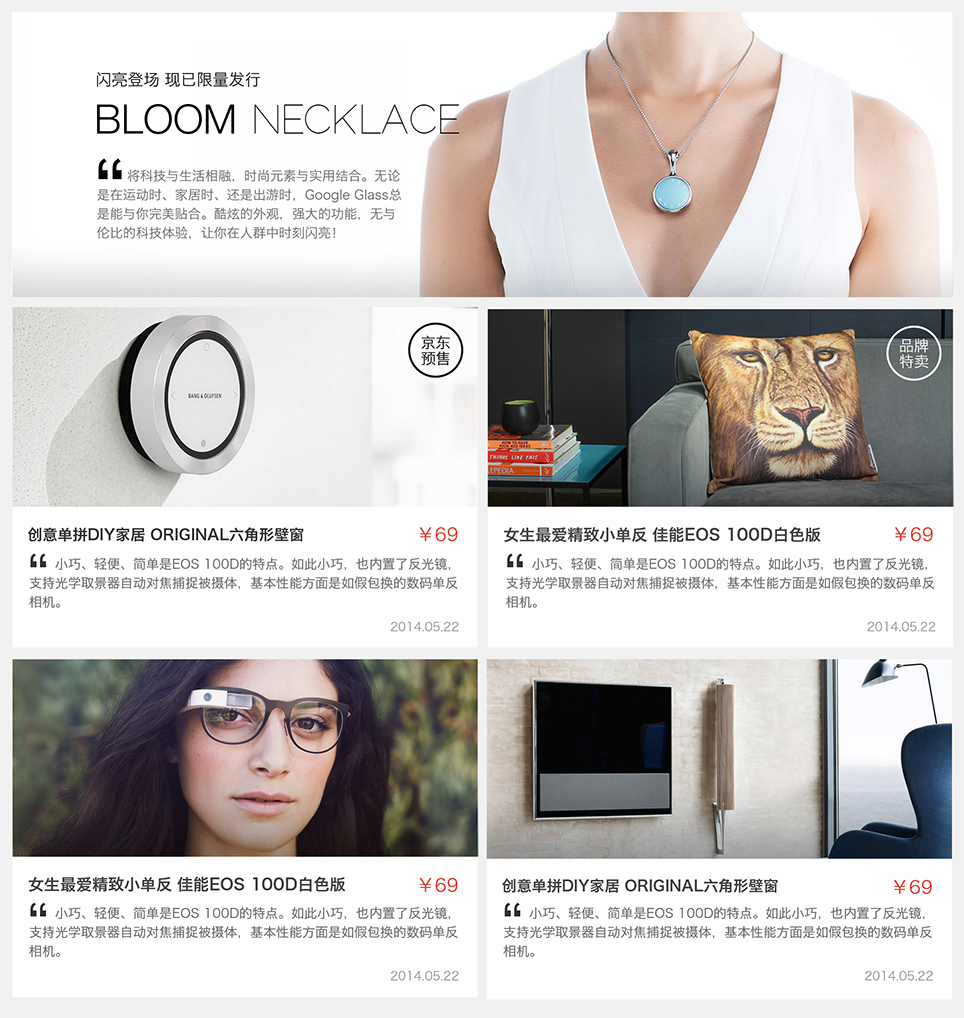 闪亮登场 现已限量发行
BLOOM NECKLACE
“ 将科技与生活相融，时尚元素与实用结合。无论
是在运动时、家居时、还是出游时，Google Glass总
是能与你完美贴合。酷炫的外观，强大的功能，无与
伦比的科技体验，让你在人群中时刻闪亮！
京东
预售
BANG & OLUFSEN
品牌
特卖
HOW TO HAVE
KICK-ASS IDEAS
THINGS LIKE THIS
EPEDIA
创意单拼DIY家居 ORIGINAL六角形壁窗
￥69
“ 小巧、轻便、简单是EOS 100D的特点。如此小巧，也内置了反光镜，
支持光学取景器自动对焦捕捉被摄体，基本性能方面是如假包换的数码单反
相机。
2014.05.22
女生最爱精致小单反 佳能EOS 100D白色版
￥69
“ 小巧、轻便、简单是EOS 100D的特点。如此小巧，也内置了反光镜，
支持光学取景器自动对焦捕捉被摄体，基本性能方面是如假包换的数码单反
相机。
2014.05.22
女生最爱精致小单反 佳能EOS 100D白色版
￥69
“ 小巧、轻便、简单是EOS 100D的特点。如此小巧，也内置了反光镜，
支持光学取景器自动对焦捕捉被摄体，基本性能方面是如假包换的数码单反
相机。
2014.05.22
创意单拼DIY家居 ORIGINAL六角形壁窗
￥69
“ 小巧、轻便、简单是EOS 100D的特点。如此小巧，也内置了反光镜，
支持光学取景器自动对焦捕捉被摄体，基本性能方面是如假包换的数码单反
相机。
2014.05.22